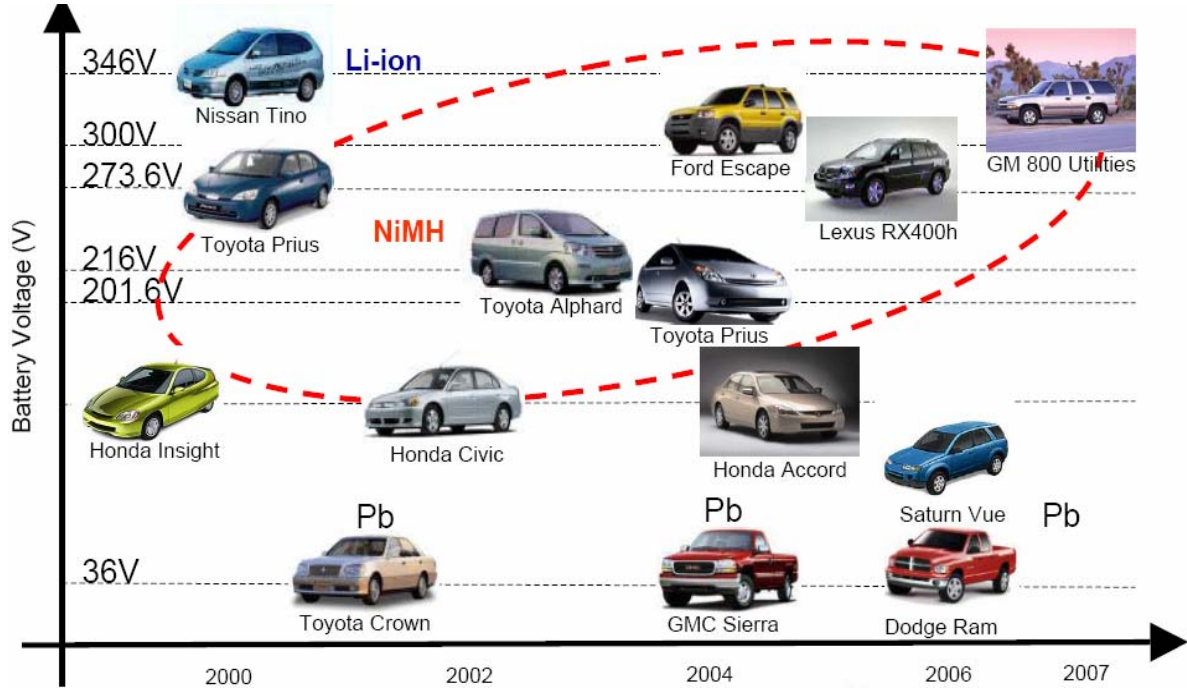 Battery Voltage (V)
346V
300V
273.6V
216V
201.6V
36V
Li-ion
Nissan Tino
Ford Escape
GM 800 Utilities
Toyota Prius
NiMH
Lexus RX400h
Toyota Alphard
Toyota Prius
Honda Insight
Honda Civic
Honda Accord
Saturn Vue
Pb
Pb
Pb
Toyota Crown
GMC Sierra
Dodge Ram
2000
2002
2004
2006
2007